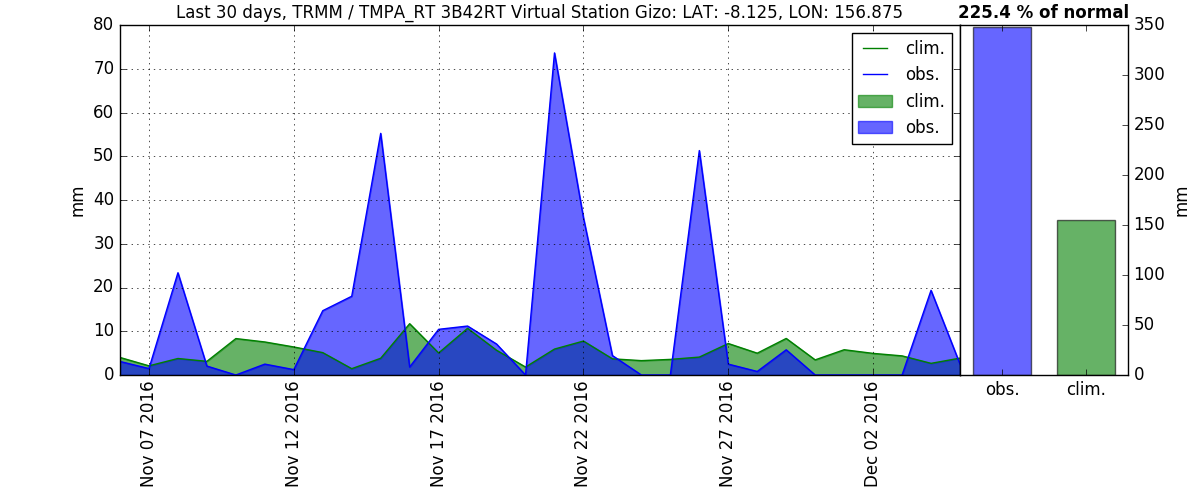 Last 30 days, TRMM / TMPA_RT 3B42RT Virtual Station Gizo: LAT: -8.125, LON: 156.875
225.4 % of normal
80
70
60
50
40
30
20
10
0
mm
clim.
obs.
clim.
obs.
350
300
250
200
150
100
50
0
mm
Nov 07 2016
Nov 12 2016
Nov 17 2016
Nov 22 2016
Nov 27 2016
Dec 02 2016
obs.
clim.